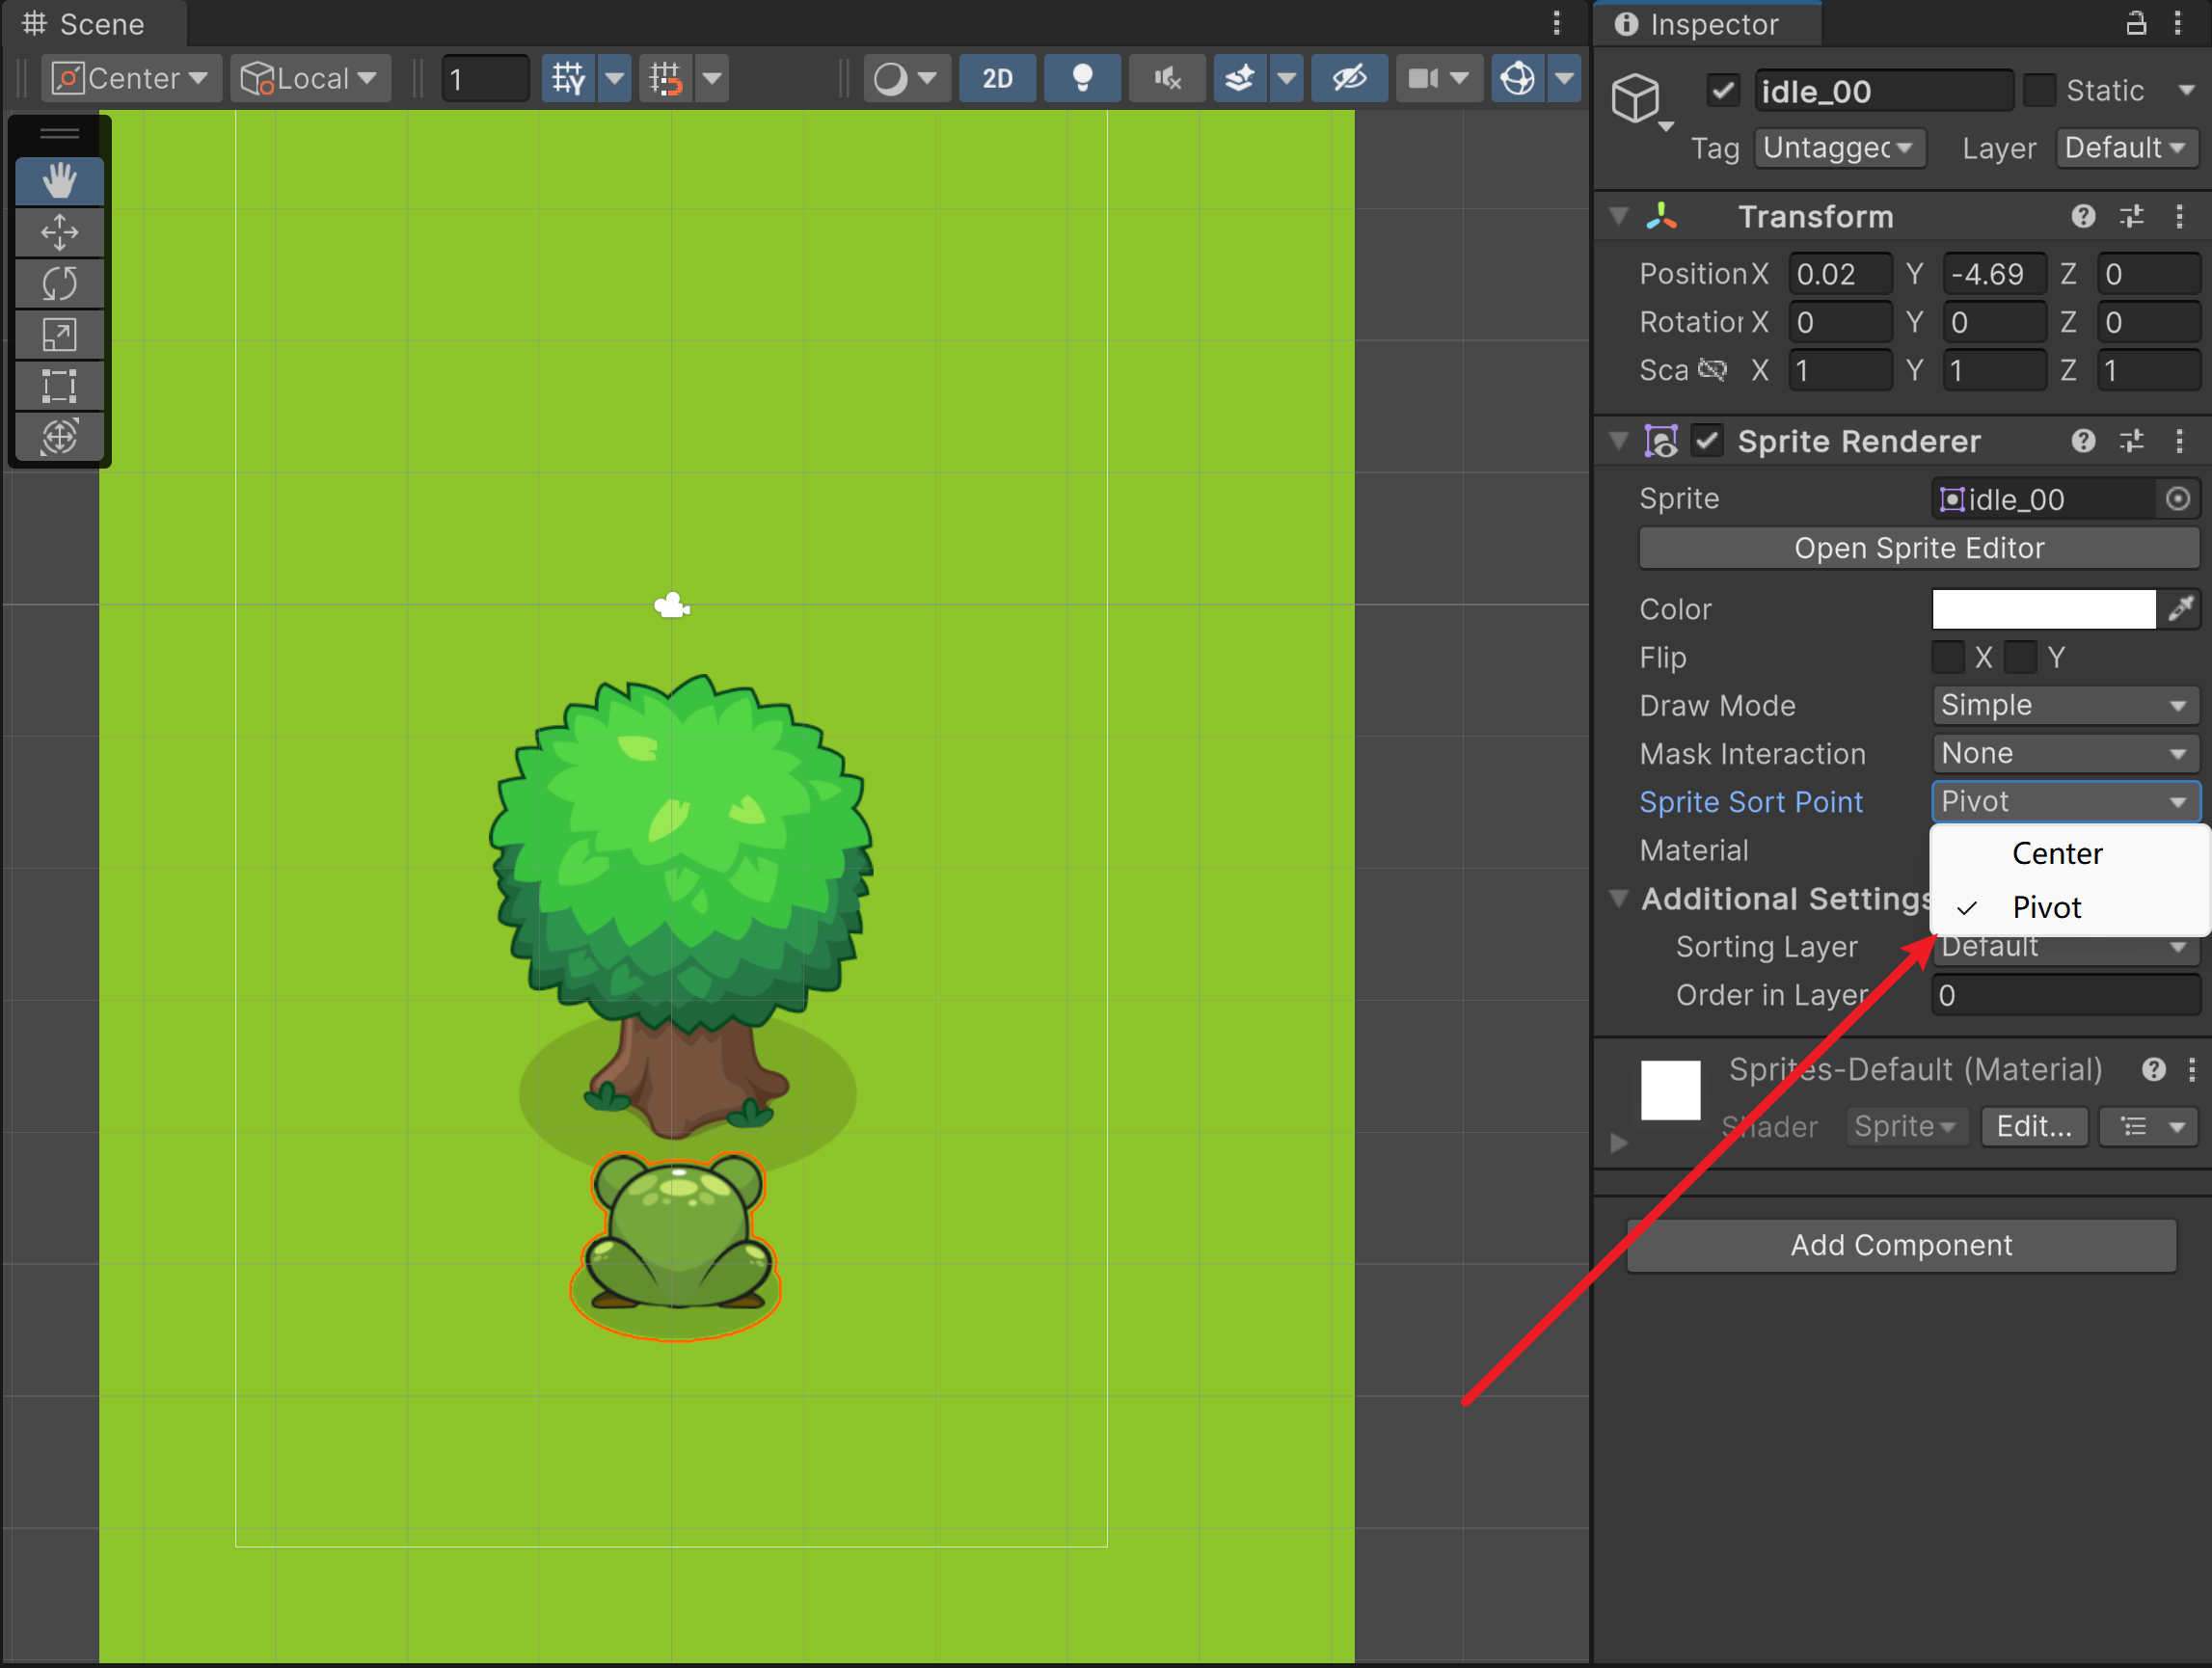 Scene
Center
Local
1
2D
Inspector
idle_00
Static
Tag
Untagged
Layer
Default
Transform
Position X 0.02 Y -4.69 Z 0
Rotation X 0 Y 0 Z 0
Sca X 1 Y 1 Z 1
Sprite Renderer
Sprite
idle_00
Open Sprite Editor
Color
Flip
X
Y
Draw Mode
Simple
Mask Interaction
None
Sprite Sort Point
Pivot
Center
Material
Pivot
Additional Settings
Sorting Layer
Default
Order in Layer
0
Sprites-Default (Material)
Shader
Sprite
Edit...
Add Component